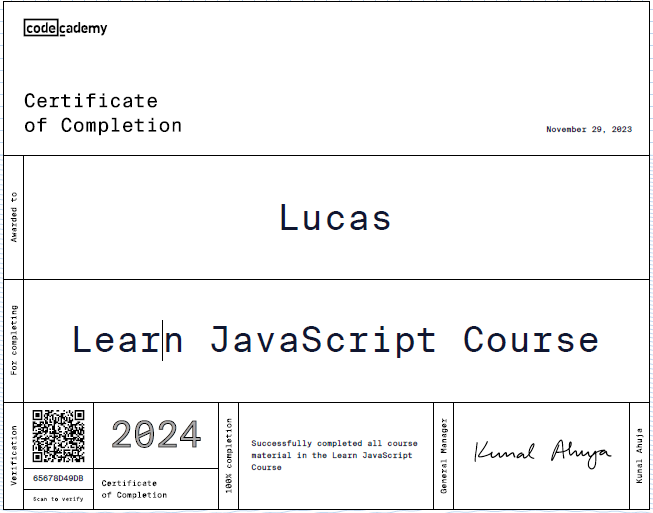 codecademy
Certificate
of Completion
November 29, 2023
Awarded to
Lucas
For completing
Learn JavaScript Course
Verification
65678D49DB
Scan to verify
2024
Certificate
of Completion
100% completion
Successfully completed all course
material in the Learn JavaScript
Course
General Manager
Kunal Ahuja
Kunal Ahuja